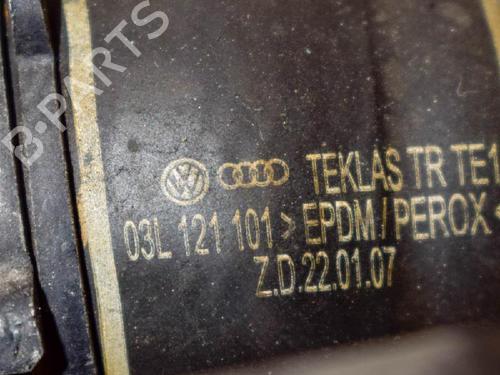 B-PARTS
TEKLAS TR TE1
03L 121 101 > EPDM / PEROX <
Z.D.22.01.07